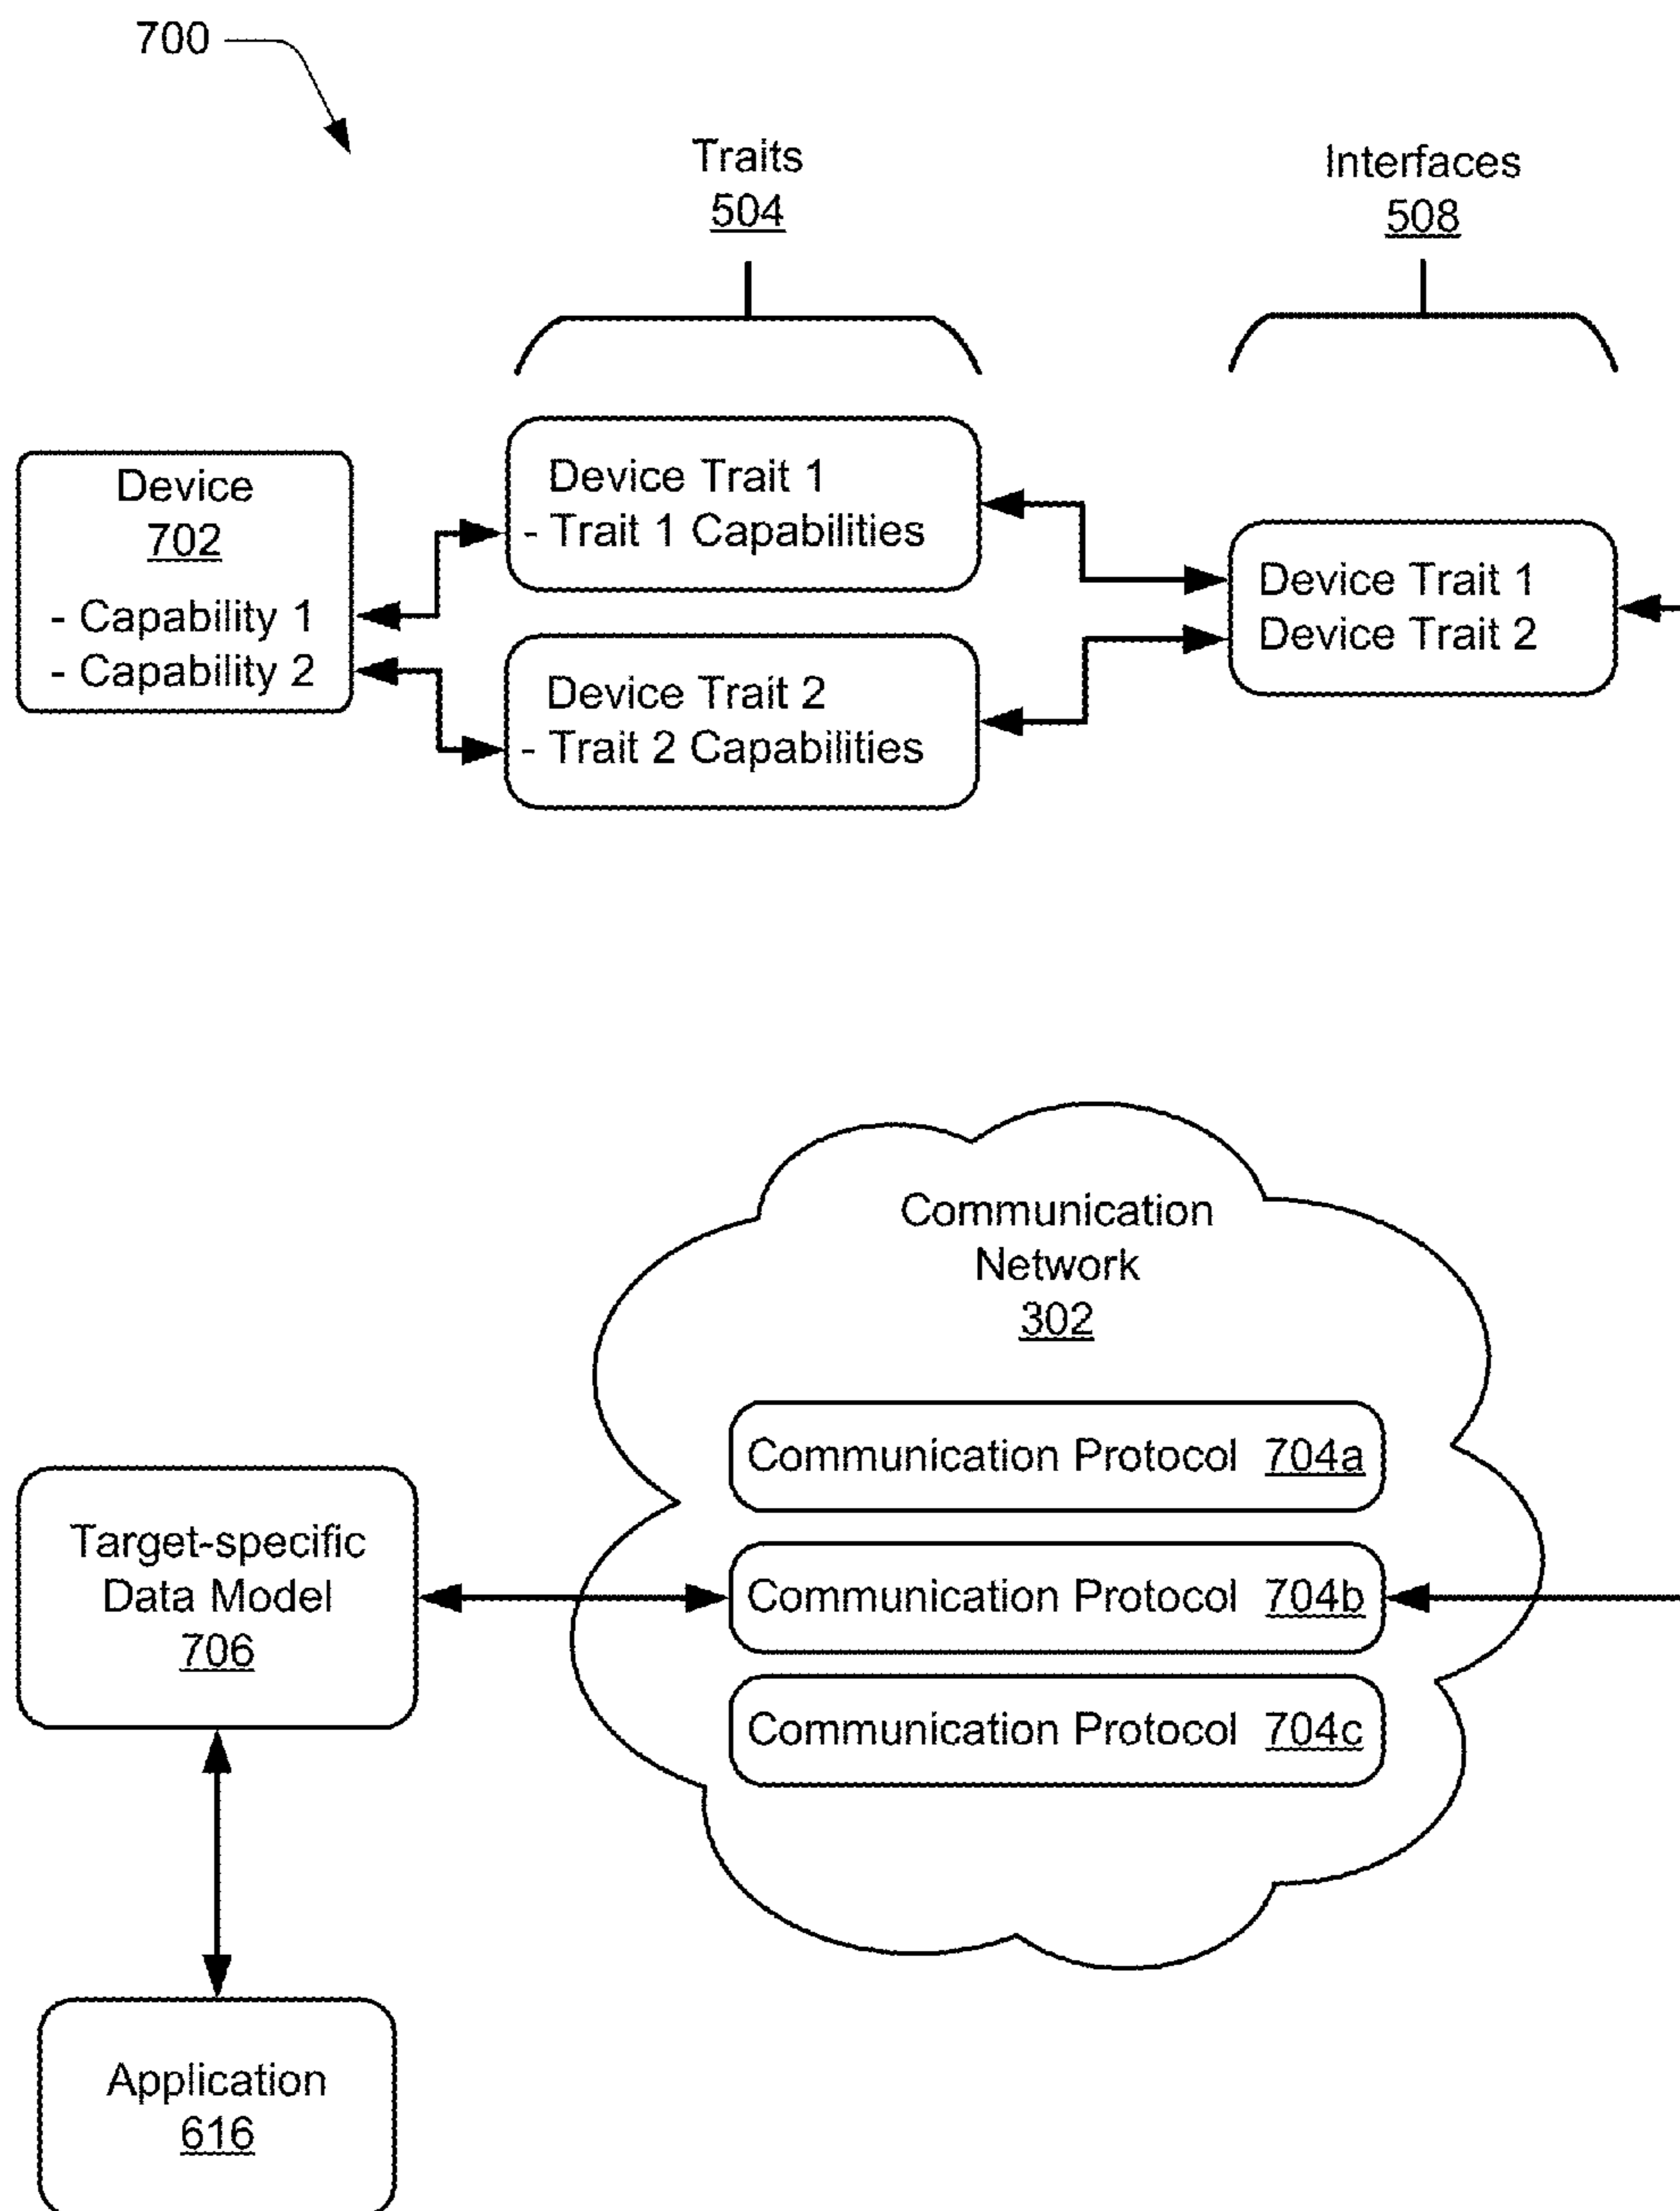 700
Traits
504
Interfaces
508
Device
702
- Capability 1
- Capability 2
Device Trait 1
- Trait 1 Capabilities
Device Trait 2
- Trait 2 Capabilities
Device Trait 1
Device Trait 2
Communication
Network
302
Communication Protocol 704a
Communication Protocol 704b
Communication Protocol 704c
Target-specific
Data Model
706
Application
616